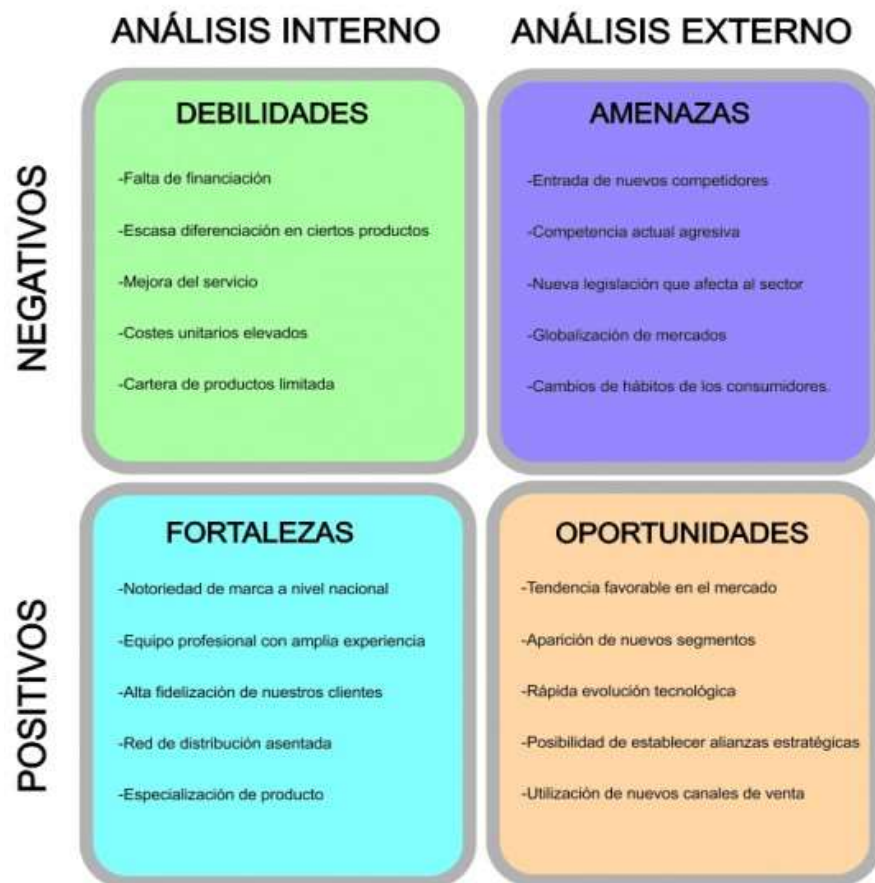 ANÁLISIS INTERNO
ANÁLISIS EXTERNO
NEGATIVOS
DEBILIDADES
-Falta de financiación
-Escasa diferenciación en ciertos productos
-Mejora del servicio
-Costes unitarios elevados
-Cartera de productos limitada
AMENAZAS
-Entrada de nuevos competidores
-Competencia actual agresiva
-Nueva legislación que afecta al sector
-Globalización de mercados
-Cambios de hábitos de los consumidores.
POSITIVOS
FORTALEZAS
-Notoriedad de marca a nivel nacional
-Equipo profesional con amplia experiencia
-Alta fidelización de nuestros clientes
-Red de distribución asentada
-Especialización de producto
OPORTUNIDADES
-Tendencia favorable en el mercado
-Aparición de nuevos segmentos
-Rápida evolución tecnológica
-Posibilidad de establecer alianzas estratégicas
-Utilización de nuevos canales de venta